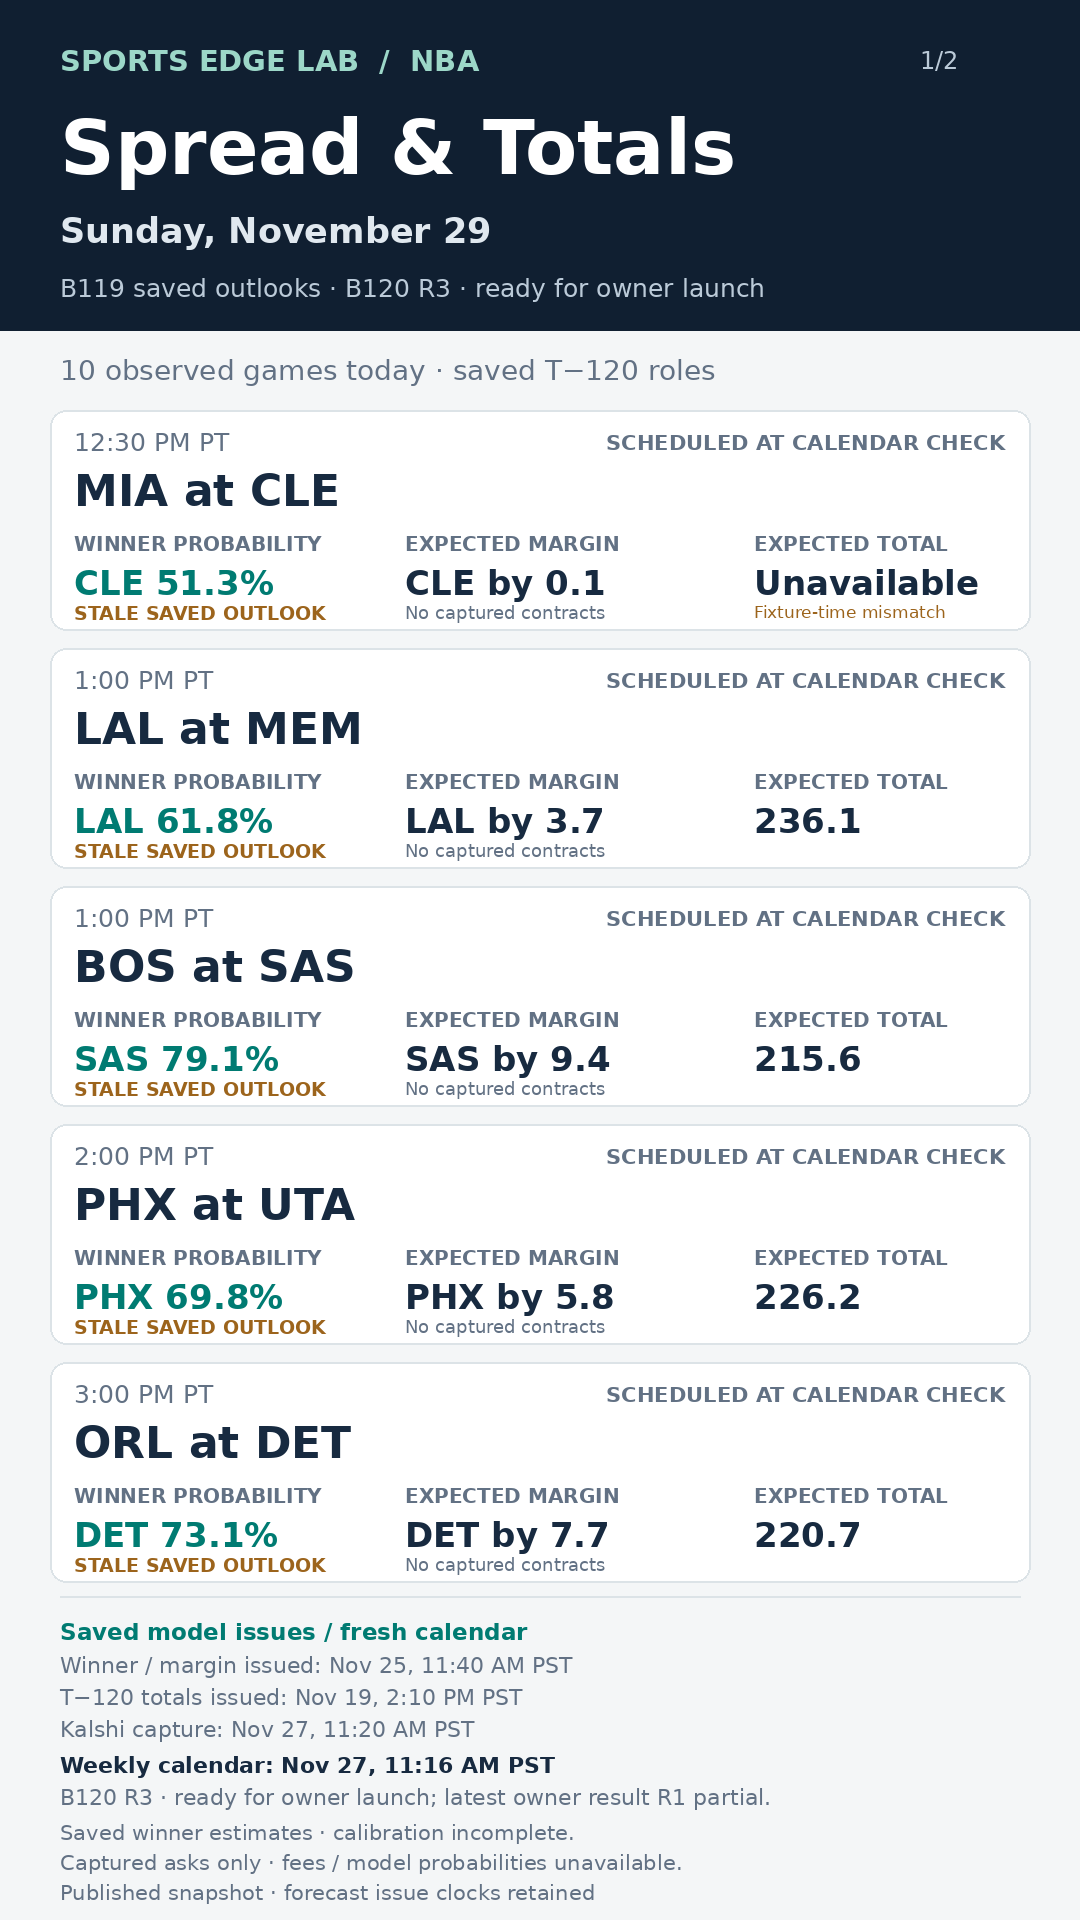 SPORTS EDGE LAB / NBA 1/2
Spread & Totals
Sunday, November 29
B119 saved outlooks · B120 R3 · ready for owner launch
10 observed games today · saved T−120 roles
12:30 PM PT SCHEDULED AT CALENDAR CHECK
MIA at CLE
WINNER PROBABILITY EXPECTED MARGIN EXPECTED TOTAL
CLE 51.3% CLE by 0.1 Unavailable
STALE SAVED OUTLOOK No captured contracts Fixture-time mismatch
1:00 PM PT SCHEDULED AT CALENDAR CHECK
LAL at MEM
WINNER PROBABILITY EXPECTED MARGIN EXPECTED TOTAL
LAL 61.8% LAL by 3.7 236.1
STALE SAVED OUTLOOK No captured contracts
1:00 PM PT SCHEDULED AT CALENDAR CHECK
BOS at SAS
WINNER PROBABILITY EXPECTED MARGIN EXPECTED TOTAL
SAS 79.1% SAS by 9.4 215.6
STALE SAVED OUTLOOK No captured contracts
2:00 PM PT SCHEDULED AT CALENDAR CHECK
PHX at UTA
WINNER PROBABILITY EXPECTED MARGIN EXPECTED TOTAL
PHX 69.8% PHX by 5.8 226.2
STALE SAVED OUTLOOK No captured contracts
3:00 PM PT SCHEDULED AT CALENDAR CHECK
ORL at DET
WINNER PROBABILITY EXPECTED MARGIN EXPECTED TOTAL
DET 73.1% DET by 7.7 220.7
STALE SAVED OUTLOOK No captured contracts
Saved model issues / fresh calendar
Winner / margin issued: Nov 25, 11:40 AM PST
T−120 totals issued: Nov 19, 2:10 PM PST
Kalshi capture: Nov 27, 11:20 AM PST
Weekly calendar: Nov 27, 11:16 AM PST
B120 R3 · ready for owner launch; latest owner result R1 partial.
Saved winner estimates · calibration incomplete.
Captured asks only · fees / model probabilities unavailable.
Published snapshot · forecast issue clocks retained